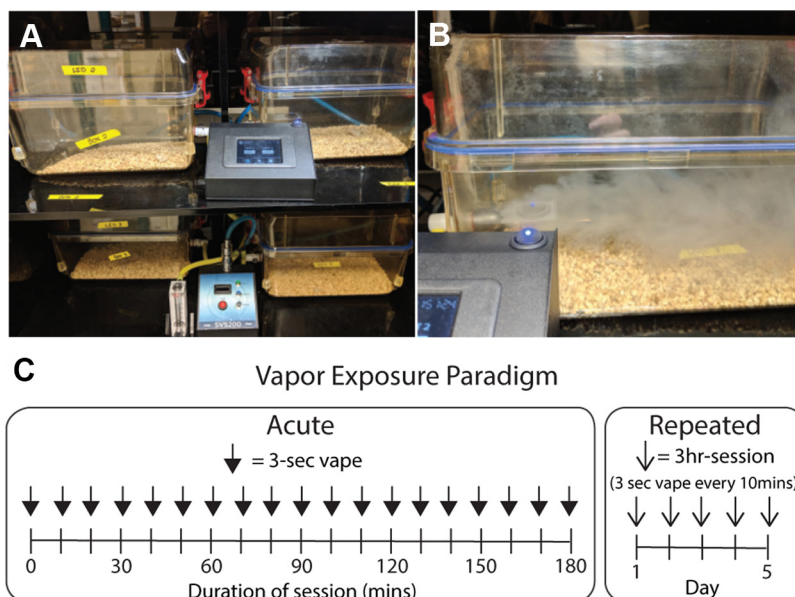 A
B
SVS200
C
Vapor Exposure Paradigm
Acute
= 3-sec vape
0 30 60 90 120 150 180
Duration of session (mins)
Repeated
= 3hr-session
(3 sec vape every 10mins)
1 5
Day